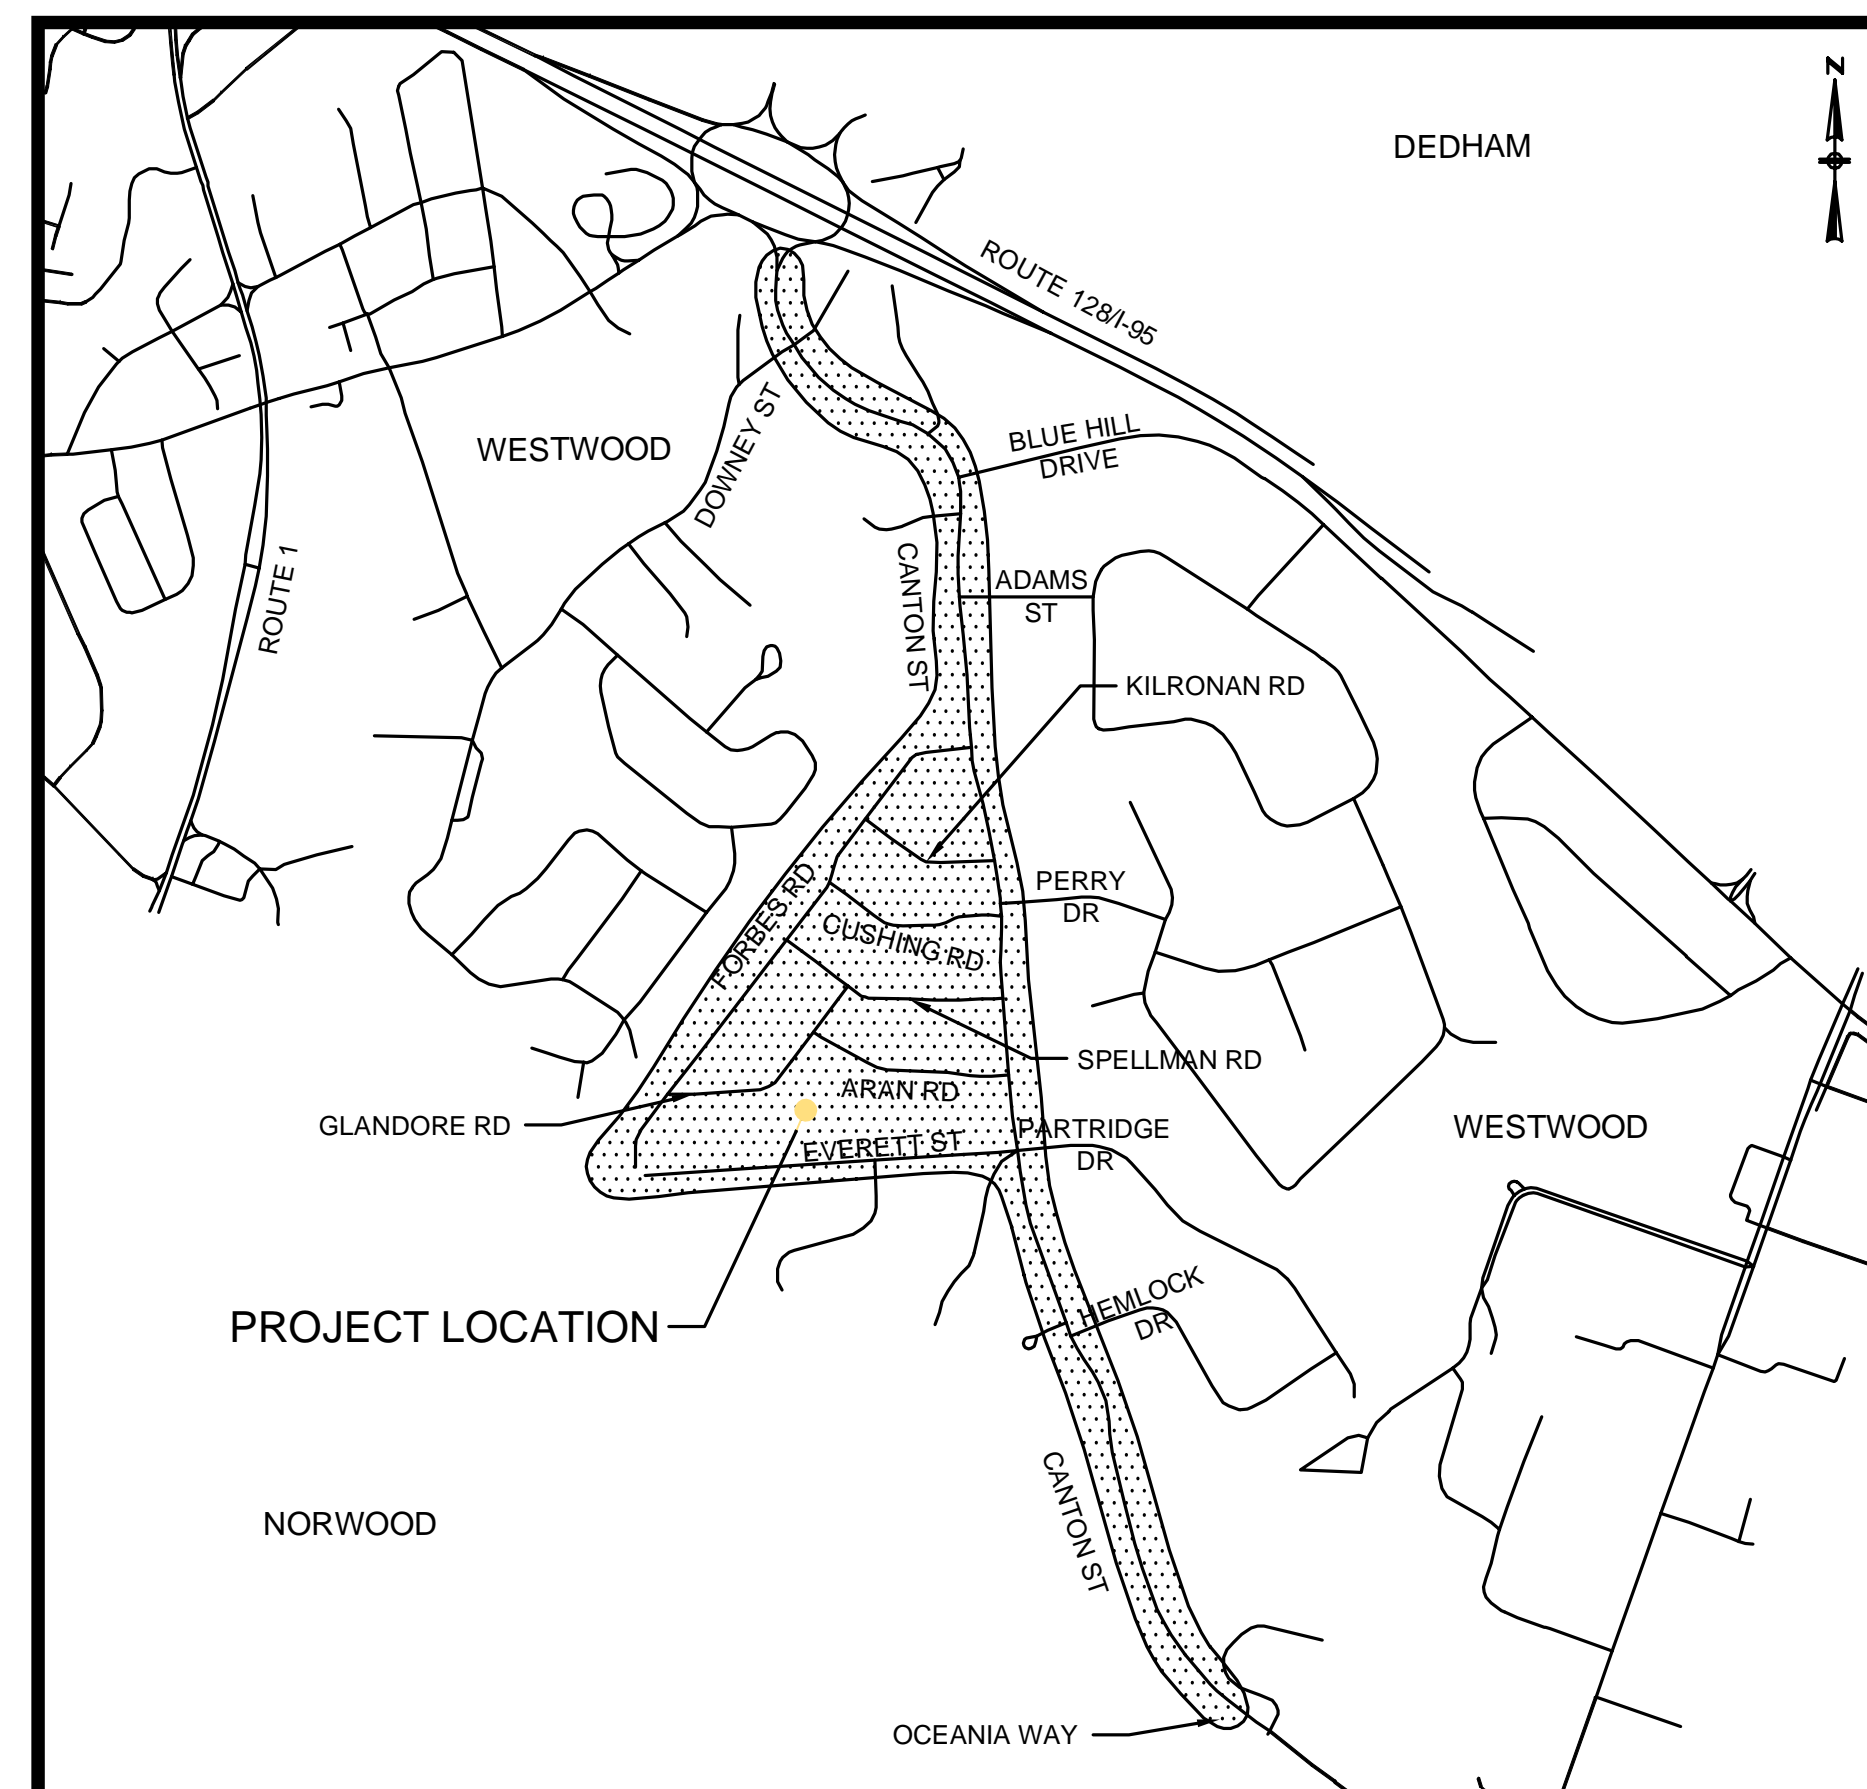 N
DEDHAM
ROUTE 128/I-95
WESTWOOD
DOWNEY ST
BLUE HILL
DRIVE
ROUTE 1
CANTON ST
ADAMS
ST
KILRONAN RD
PERRY
DR
FORBES RD
CUSHING RD
SPELLMAN RD
ARAN RD
GLANDORE RD
EVERETT ST
PARTRIDGE
DR
WESTWOOD
PROJECT LOCATION
HEMLOCK
DR
NORWOOD
CANTON ST
OCEANIA WAY